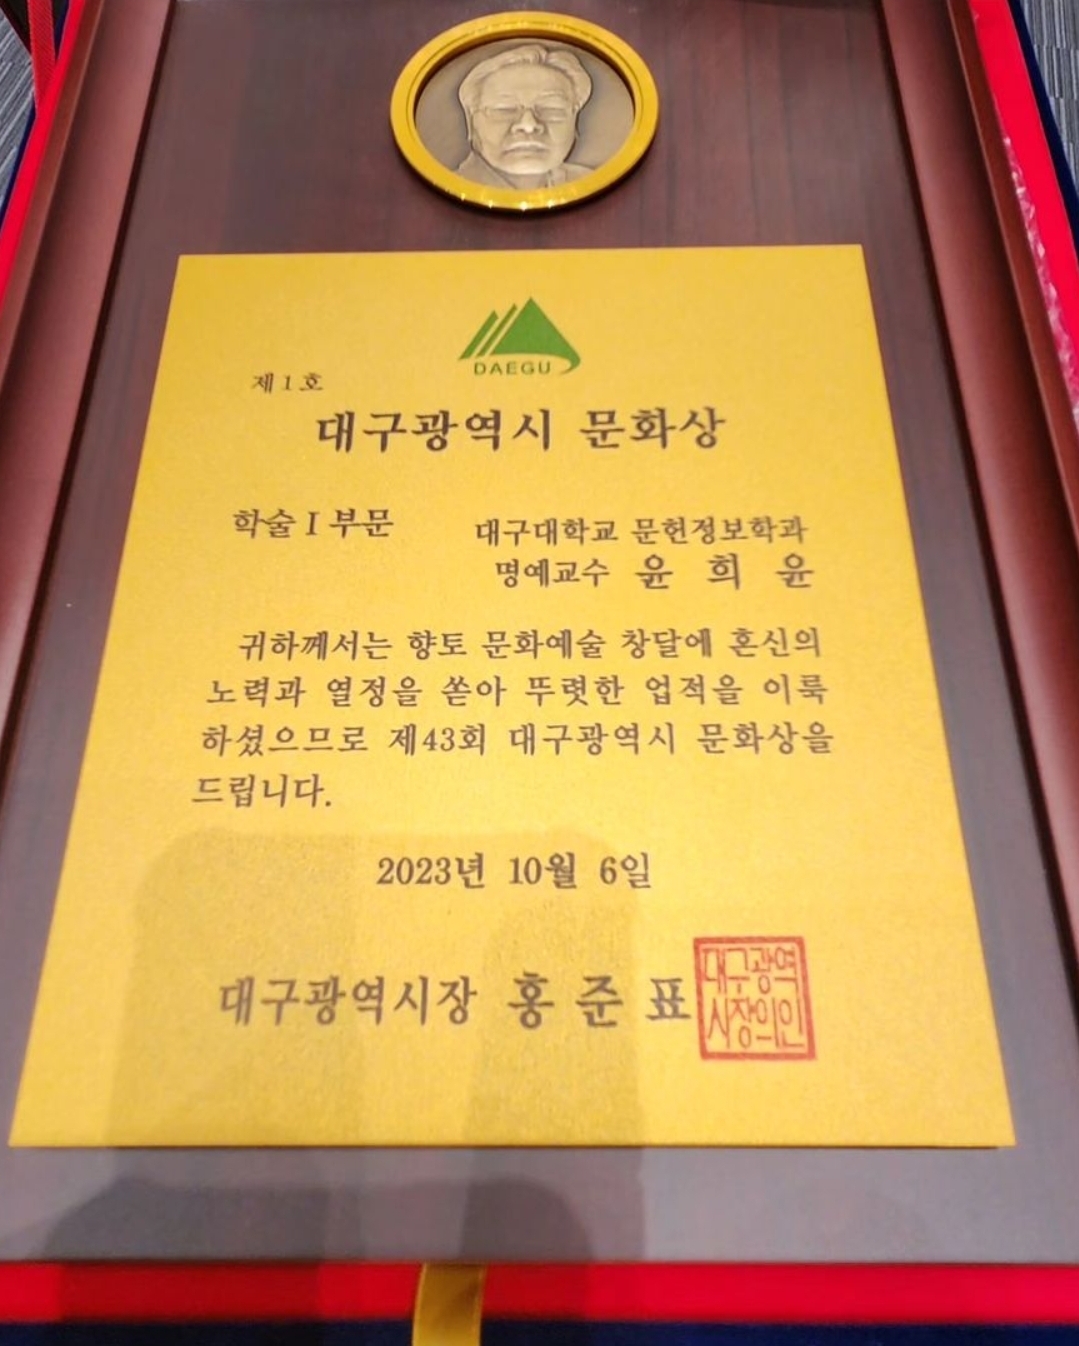 DAEGU
제1호
대구광역시 문화상
학술Ⅰ부문
대구대학교 문헌정보학과
명예교수 윤희윤
귀하께서는 향토 문화예술 창달에 혼신의
노력과 열정을 쏟아 뚜렷한 업적을 이룩
하셨으므로 제43회 대구광역시 문화상을
드립니다.
2023년 10월 6일
대구광역시장 홍준표
대구광역
시장의인